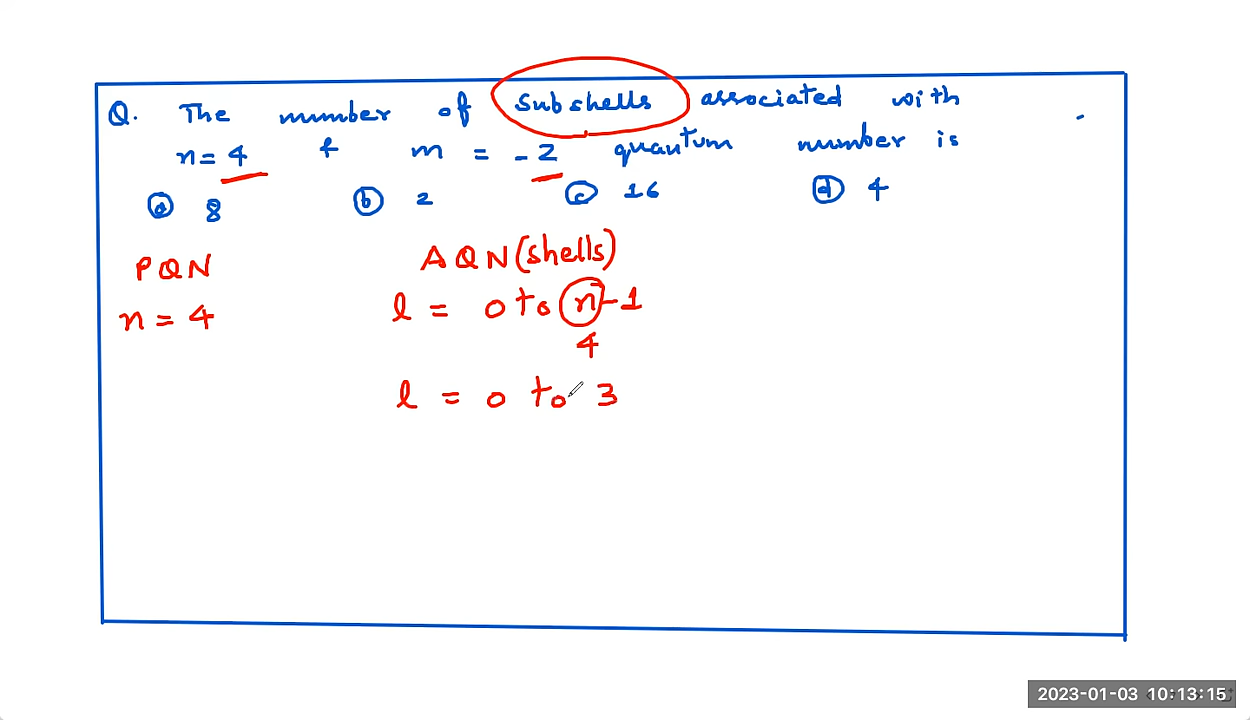 Q. The number of Subshells associated with
n = 4 & m = -2 quantum number is
(a) 8 (b) 2 (c) 16 (d) 4
PQN AQN (shells)
n = 4 l = 0 to n-1
4
l = 0 to 3
2023-01-03 10:13:15